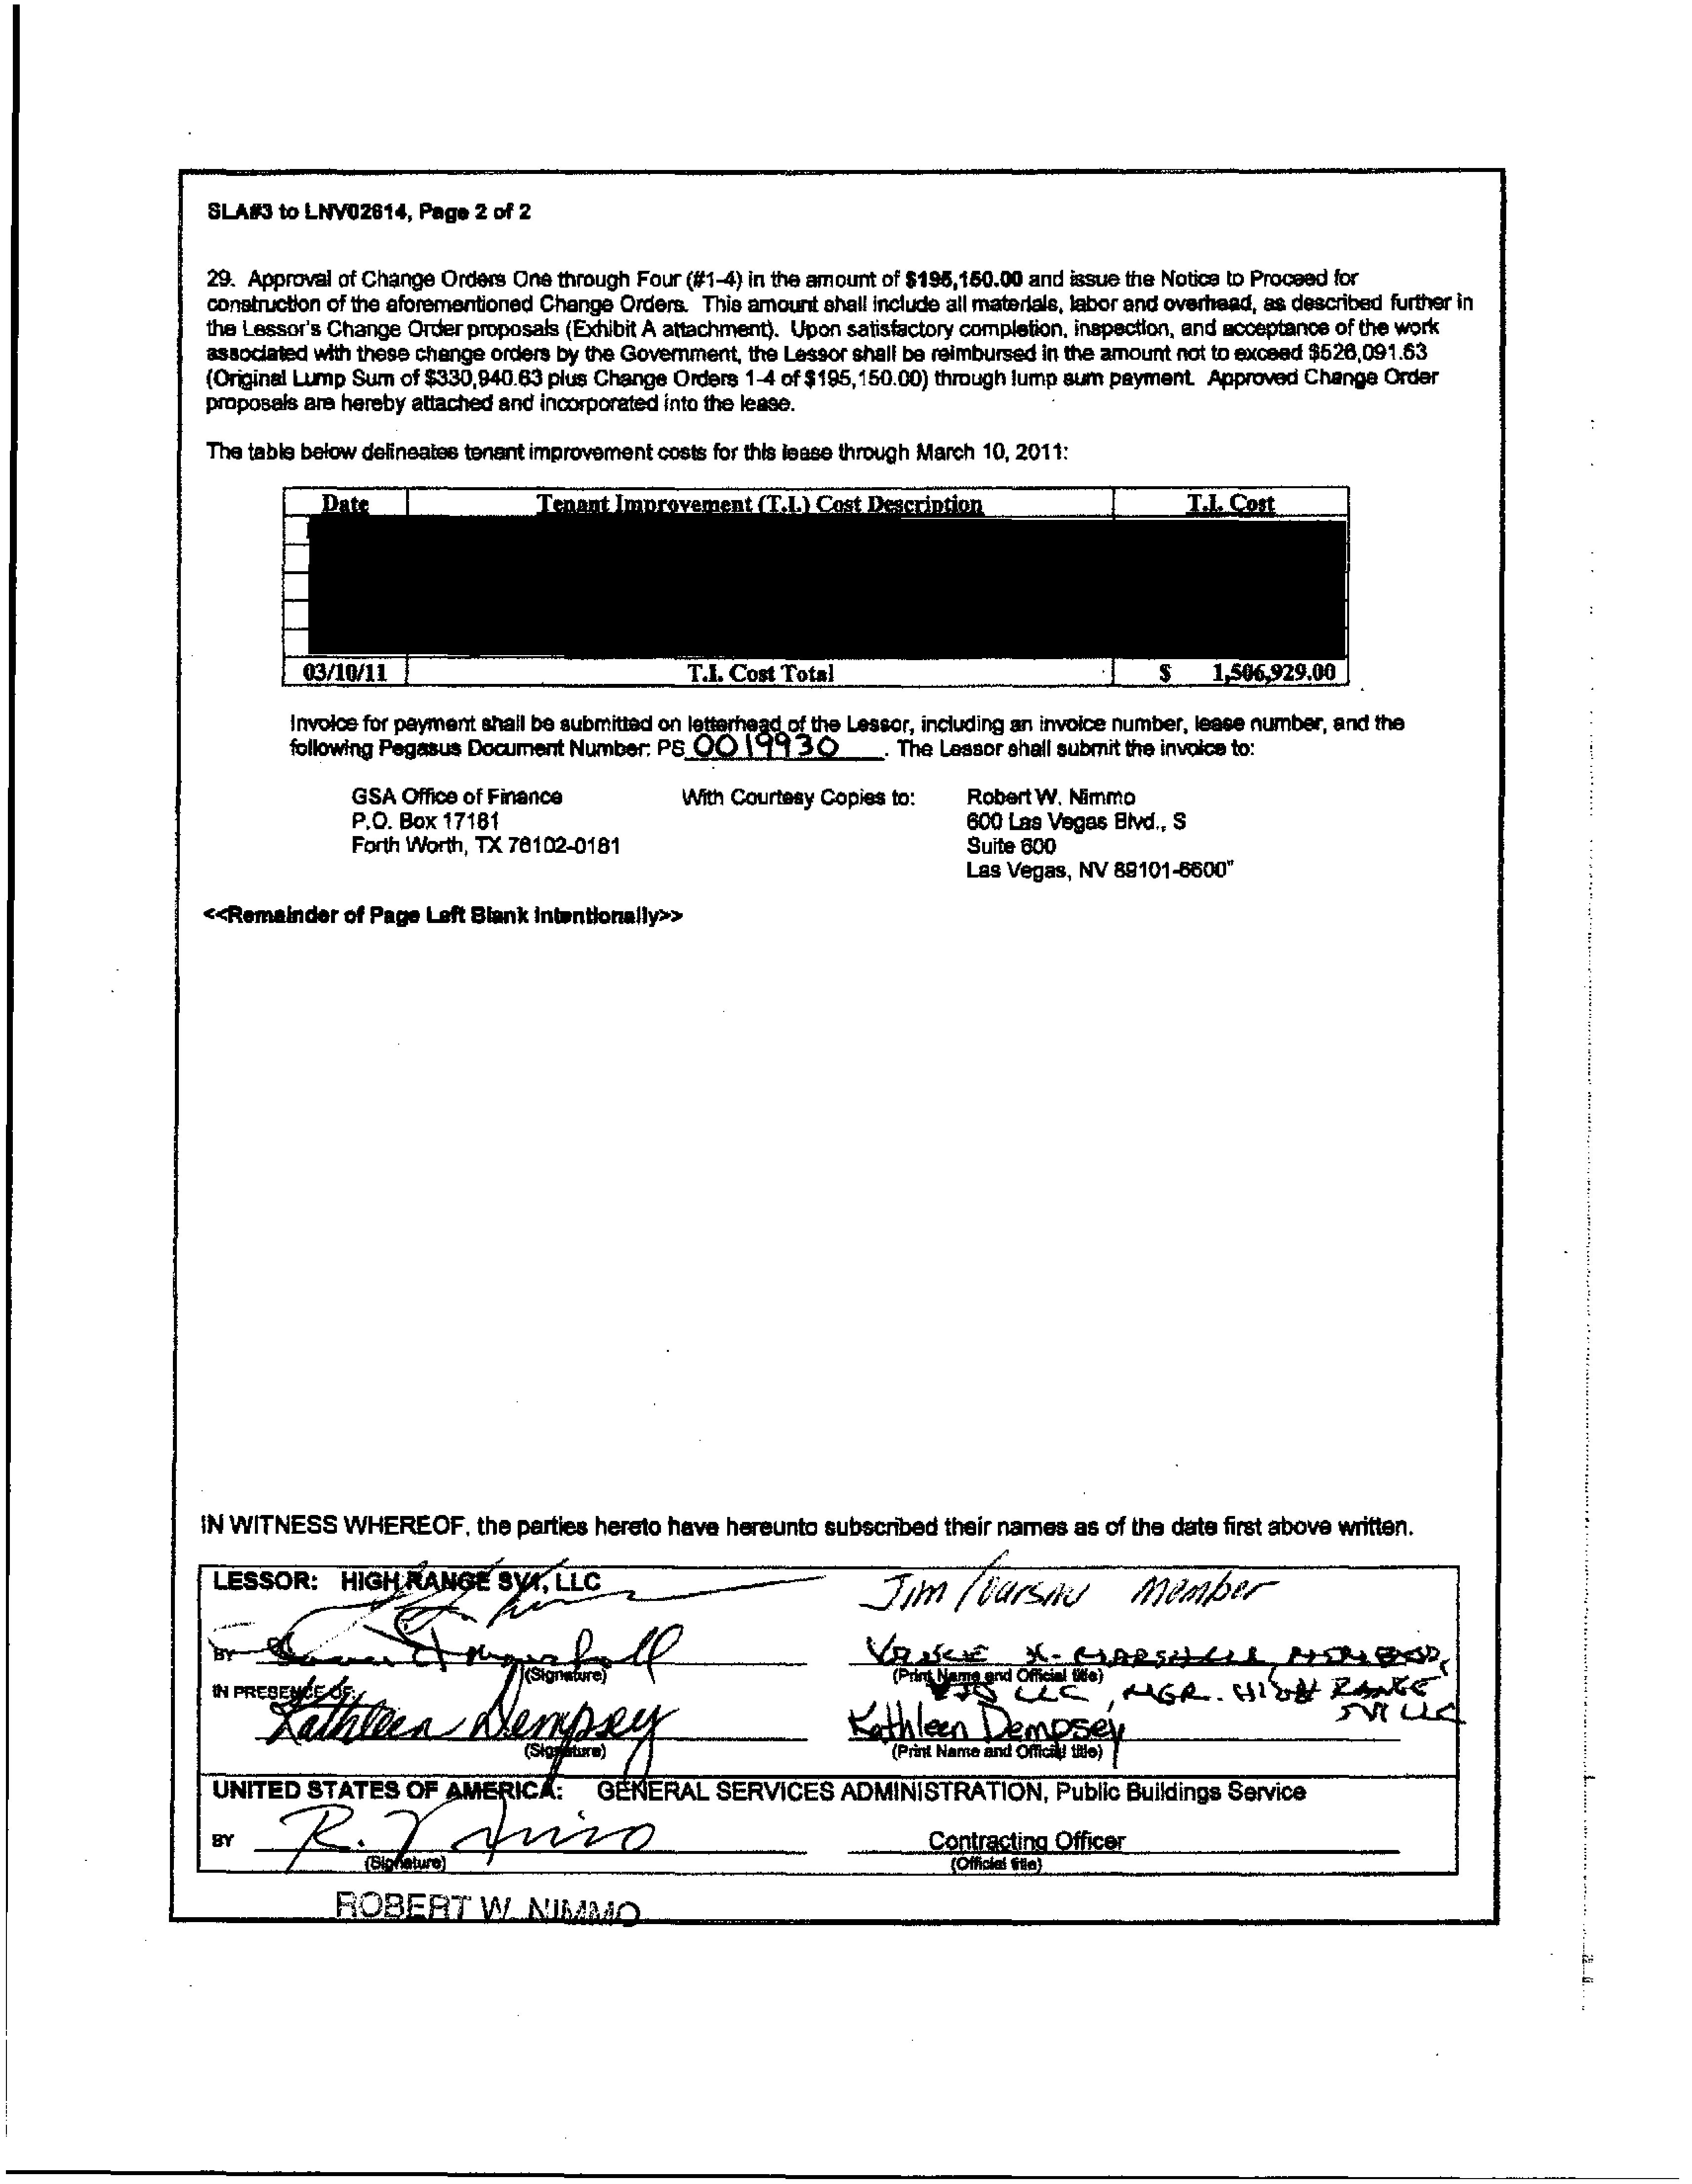 SLA#3 to LNV02614, Page 2 of 2
29. Approval of Change Orders One through Four (#1-4) in the amount of $195,150.00 and issue the Notice to Proceed for
construction of the aforementioned Change Orders. This amount shall include all materials, labor and overhead, as described further in
the Lessor's Change Order proposals (Exhibit A attachment). Upon satisfactory completion, inspection, and acceptance of the work
associated with these change orders by the Government, the Lessor shall be reimbursed in the amount not to exceed $526,091.63
(Original Lump Sum of $330,940.63 plus Change Orders 1-4 of $195,150.00) through lump sum payment. Approved Change Order
proposals are hereby attached and incorporated into the lease.
The table below delineates tenant improvement costs for this lease through March 10, 2011:
Date Tenant Improvement (T.I.) Cost Description T.I. Cost
03/10/11 T.I. Cost Total $ 1,506,929.00
Invoice for payment shall be submitted on letterhead of the Lessor, including an invoice number, lease number, and the
following Pegasus Document Number: PS 0019930. The Lessor shall submit the invoice to:
GSA Office of Finance With Courtesy Copies to: Robert W. Nimmo
P.O. Box 17181 600 Las Vegas Blvd., S
Forth Worth, TX 76102-0181 Suite 600
Las Vegas, NV 89101-6600"
<<Remainder of Page Left Blank Intentionally>>
IN WITNESS WHEREOF, the parties hereto have hereunto subscribed their names as of the date first above written.
LESSOR: HIGH RANGE SVI, LLC Jim member
BY
(Signature) (Print Name and Official title)
LLC, MGR. HIGH RANGE
SVI LLC
IN PRESENCE OF:
Kathleen Dempsey Kathleen Dempsey
(Signature) (Print Name and Official title)
UNITED STATES OF AMERICA: GENERAL SERVICES ADMINISTRATION, Public Buildings Service
BY Contracting Officer
(Signature) (Official title)
ROBERT W. NIMMO